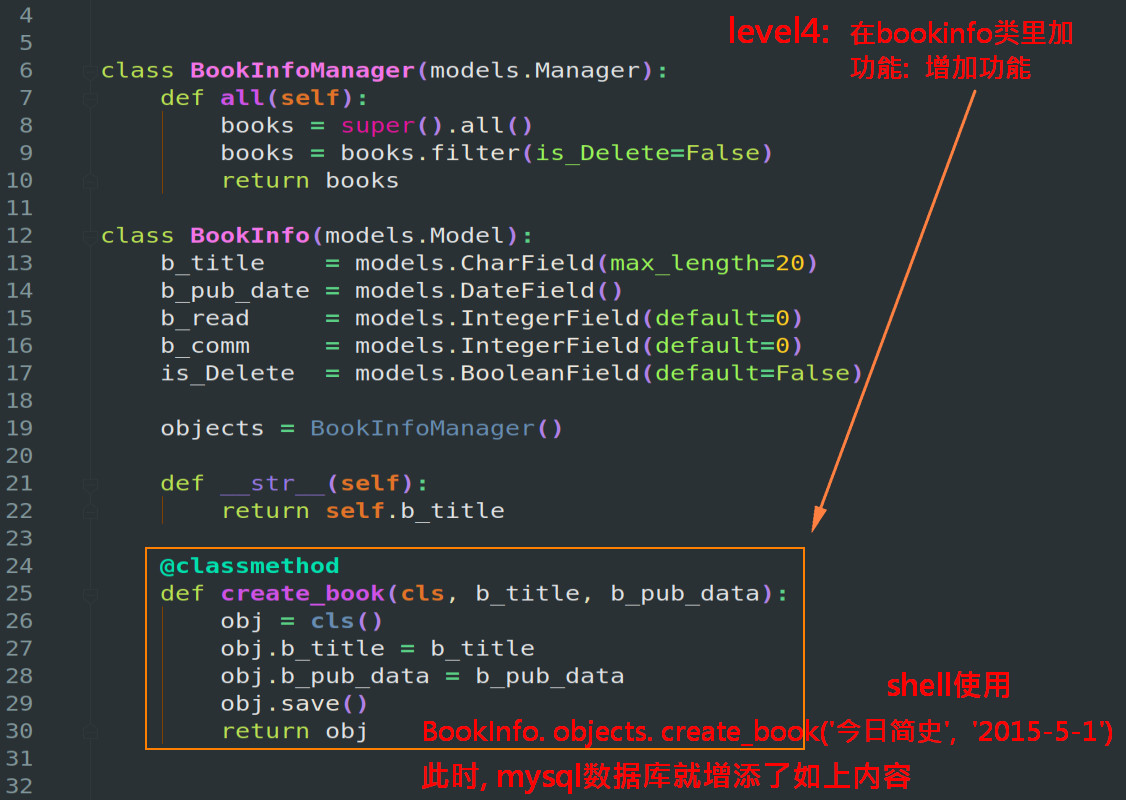 level4: 在bookinfo类里加
功能: 增加功能
4
5
6 class BookInfoManager(models.Manager):
7     def all(self):
8         books = super().all()
9         books = books.filter(is_Delete=False)
10         return books
11
12 class BookInfo(models.Model):
13     b_title    = models.CharField(max_length=20)
14     b_pub_date = models.DateField()
15     b_read     = models.IntegerField(default=0)
16     b_comm     = models.IntegerField(default=0)
17     is_Delete  = models.BooleanField(default=False)
18
19     objects = BookInfoManager()
20
21     def __str__(self):
22         return self.b_title
23
24     @classmethod
25     def create_book(cls, b_title, b_pub_data):
26         obj = cls()
27         obj.b_title = b_title
28         obj.b_pub_data = b_pub_data
29         obj.save()
30         return obj
31
32
shell使用
BookInfo. objects. create_book('今日简史', '2015-5-1')
此时, mysql数据库就增添了如上内容